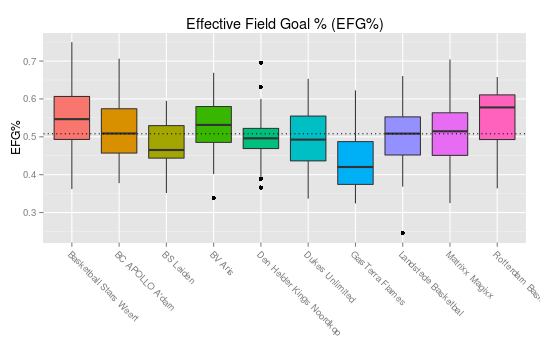 Effective Field Goal % (EFG%)
EFG%
0.7
0.6
0.5
0.4
0.3
Basketball Stars Weert
BC APOLLO A'dam
BS Leiden
BV Aris
Den Helder Kings Noordkop
Dukes Unlimited
GasTerra Flames
Landstede Basketbal
Matrixx Magixx
Rotterdam Bas